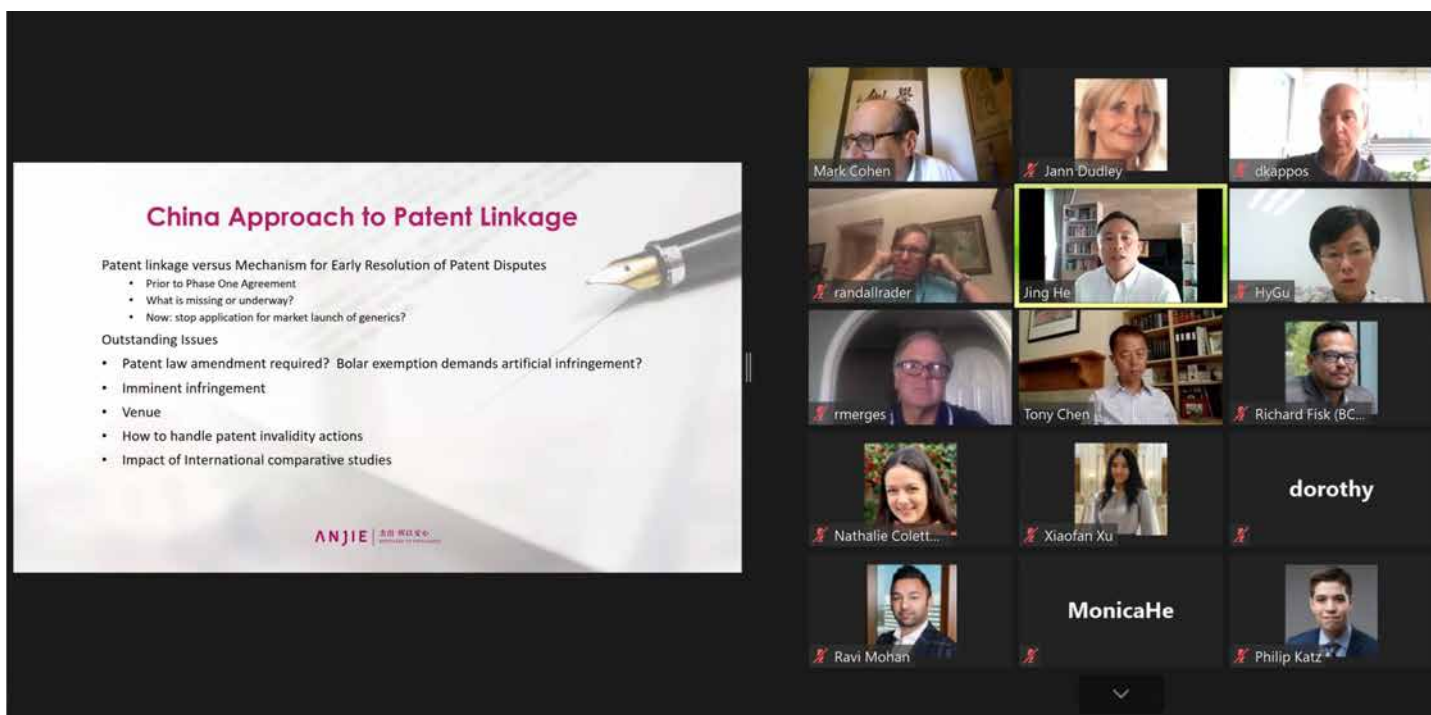 China Approach to Patent Linkage
Patent linkage versus Mechanism for Early Resolution of Patent Disputes
• Prior to Phase One Agreement
• What is missing or underway?
• Now: stop application for market launch of generics?
Outstanding Issues
• Patent law amendment required? Bolar exemption demands artificial infringement?
• Imminent infringement
• Venue
• How to handle patent invalidity actions
• Impact of International comparative studies
ANJIE
Mark Cohen
Jann Dudley
dkappos
randallrader
Jing He
HyGu
rmerges
Tony Chen
Richard Fisk (BC...
Nathalie Colett...
Xiaofan Xu
dorothy
Ravi Mohan
MonicaHe
Philip Katz